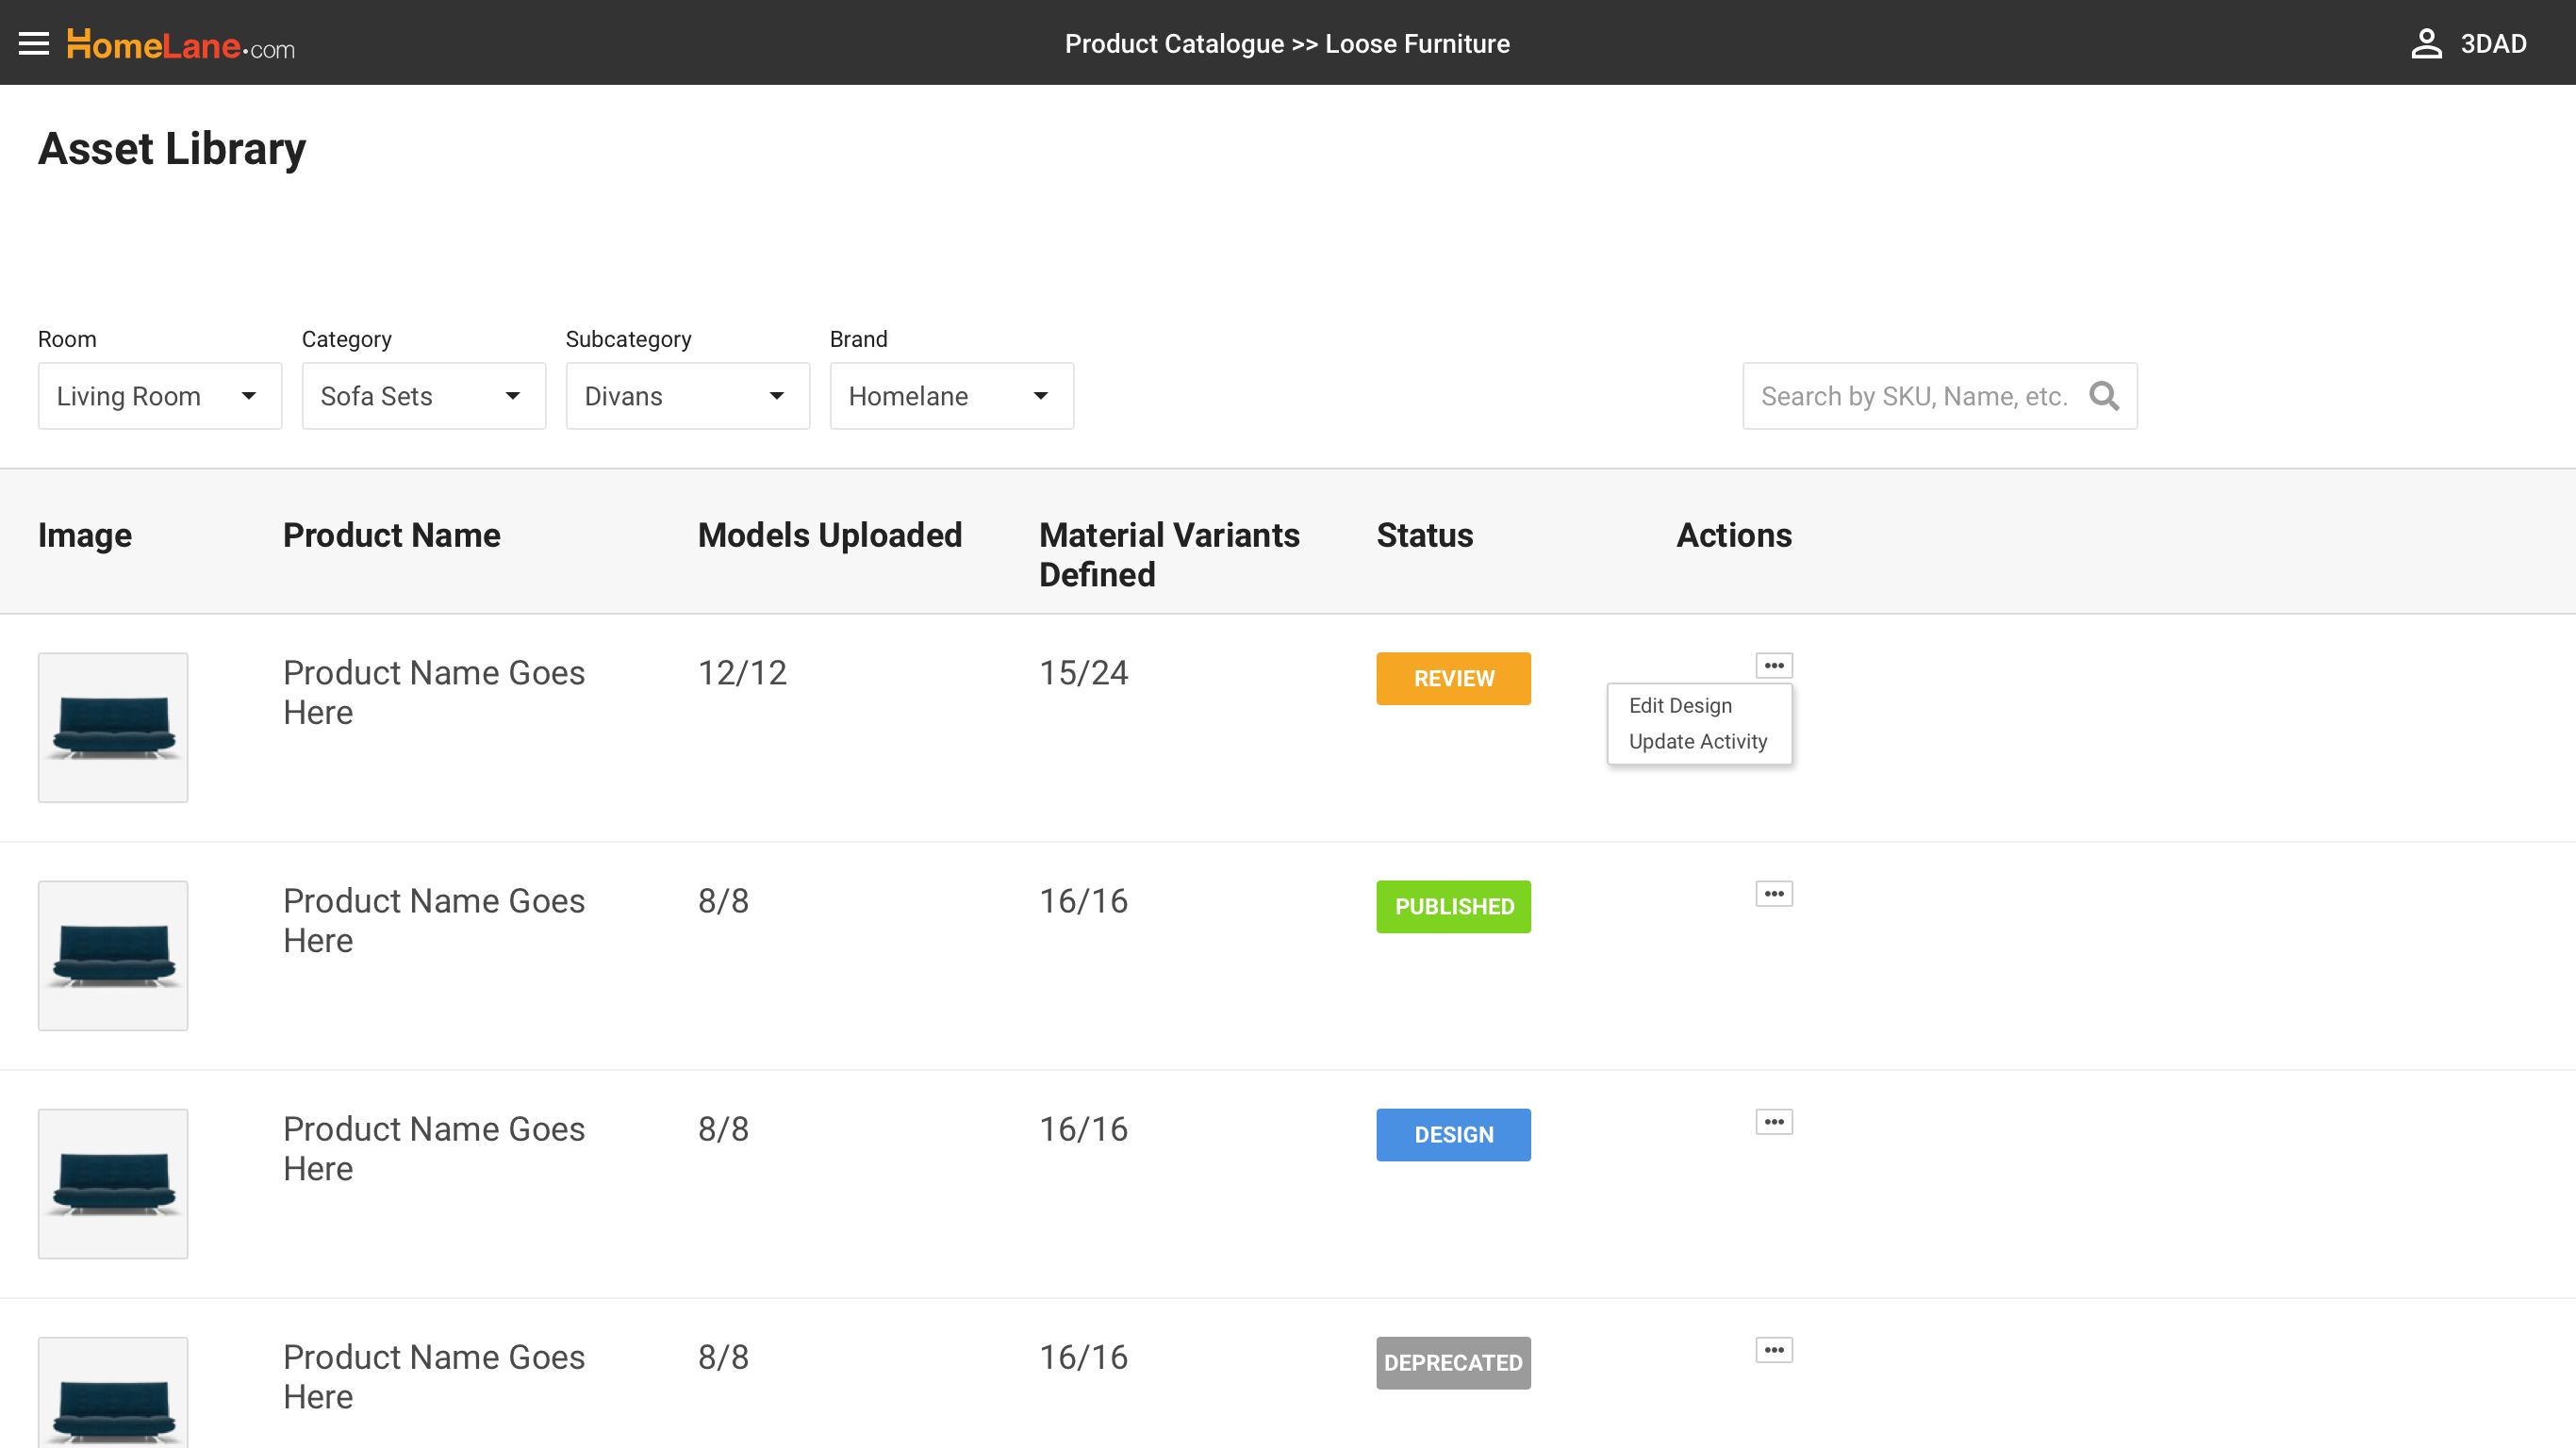 HomeLane.com
Product Catalogue >> Loose Furniture
3DAD
Asset Library
Room
Category
Subcategory
Brand
Living Room
Sofa Sets
Divans
Homelane
Search by SKU, Name, etc.
Image
Product Name
Models Uploaded
Material Variants
Defined
Status
Actions
Product Name Goes
Here
12/12
15/24
REVIEW
Edit Design
Update Activity
Product Name Goes
Here
8/8
16/16
PUBLISHED
Product Name Goes
Here
8/8
16/16
DESIGN
Product Name Goes
Here
8/8
16/16
DEPRECATED